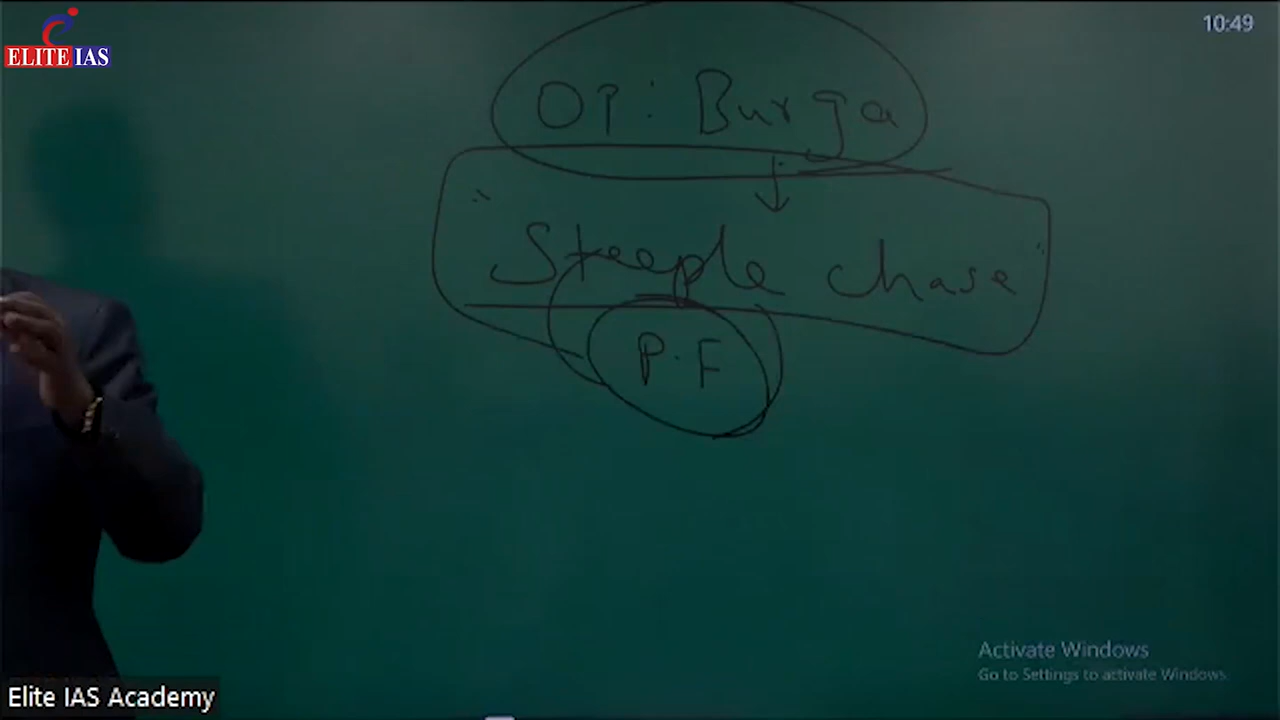 ELITE IAS
10:49
OP: Burga
"Steeple chase"
P.F
Activate Windows
Go to Settings to activate Windows.
Elite IAS Academy